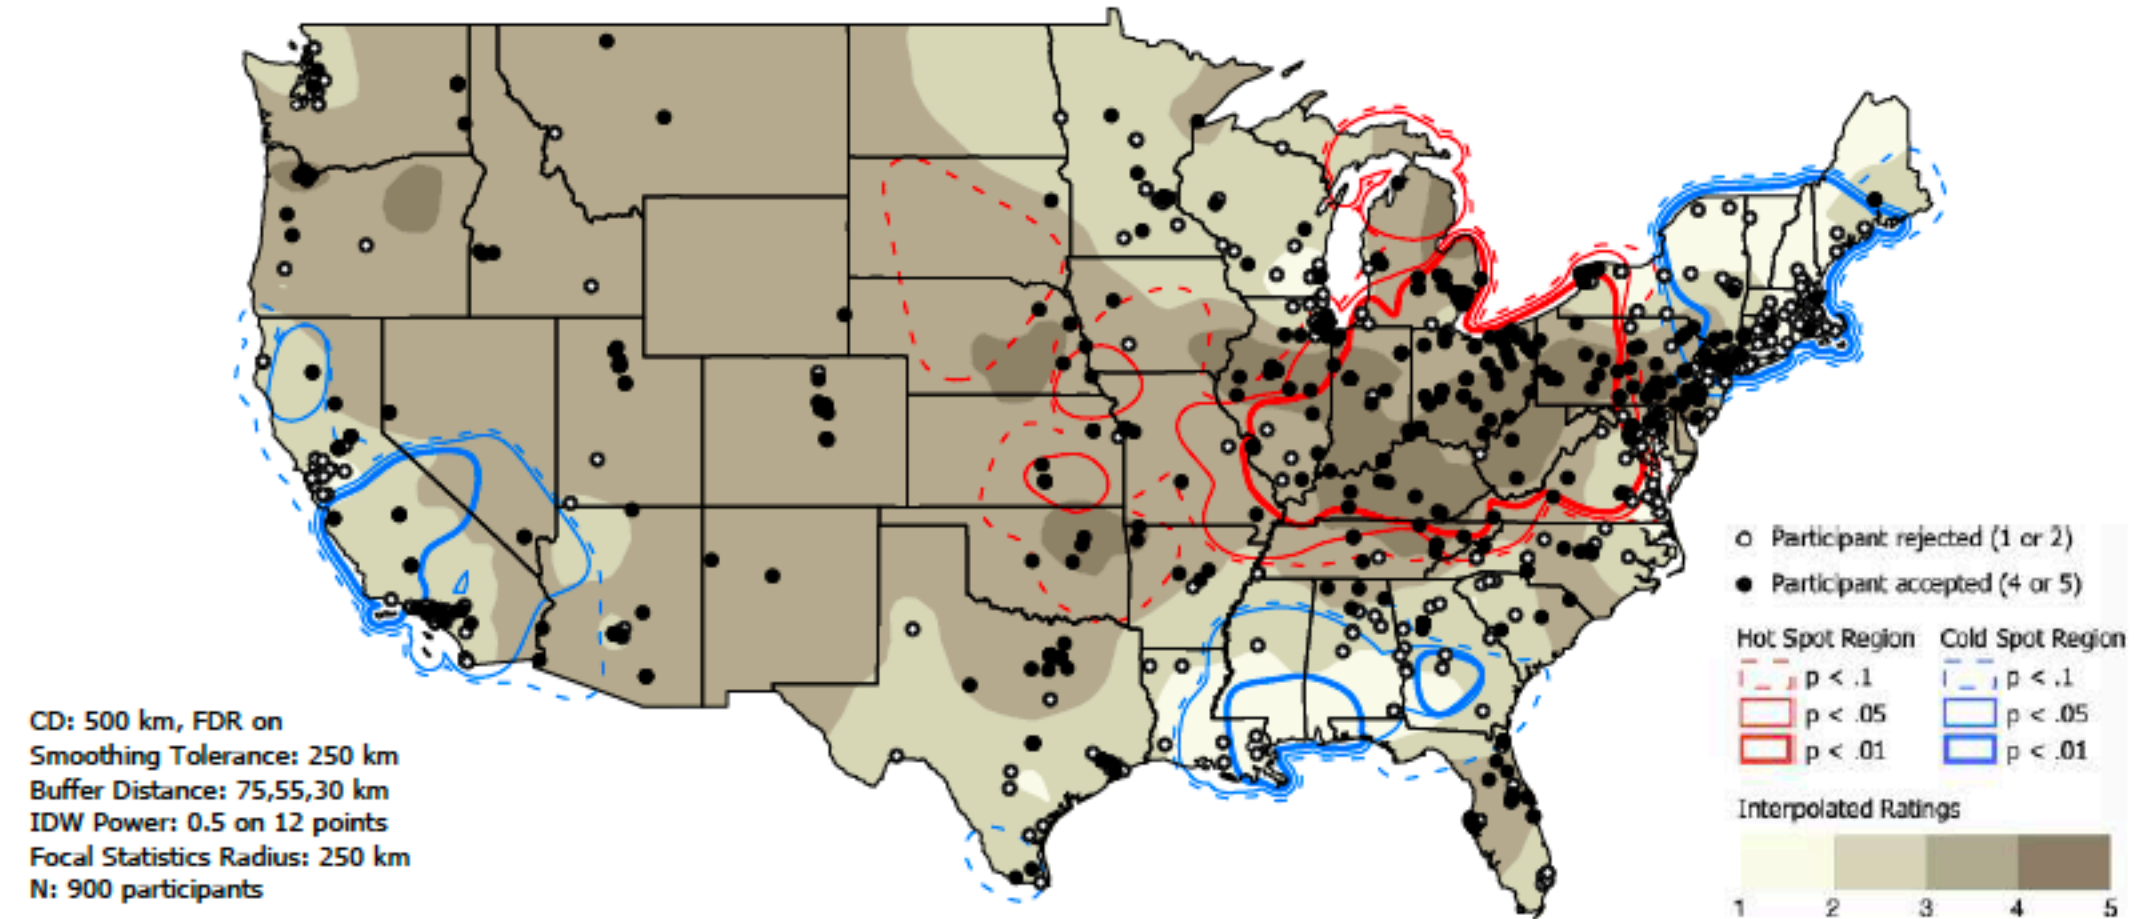 CD: 500 km, FDR on
Smoothing Tolerance: 250 km
Buffer Distance: 75,55,30 km
IDW Power: 0.5 on 12 points
Focal Statistics Radius: 250 km
N: 900 participants
Participant rejected (1 or 2)
Participant accepted (4 or 5)
Hot Spot Region Cold Spot Region
p < .1 p < .1
p < .05 p < .05
p < .01 p < .01
Interpolated Ratings
1 2 3 4 5